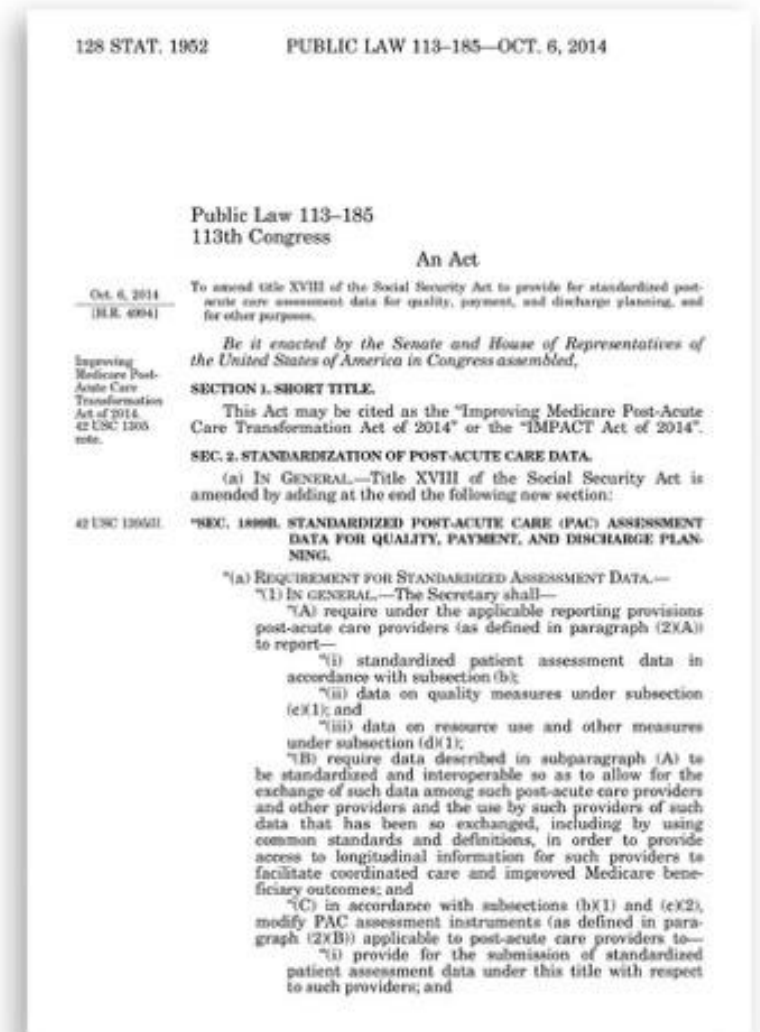 128 STAT. 1952 PUBLIC LAW 113–185—OCT. 6, 2014
Public Law 113–185
113th Congress
An Act
Oct. 6, 2014
[H.R. 4994]
To amend title XVIII of the Social Security Act to provide for standardized post-
acute care assessment data for quality, payment, and discharge planning, and
for other purposes.
Be it enacted by the Senate and House of Representatives of
the United States of America in Congress assembled,
Improving
Medicare Post-
Acute Care
Transformation
Act of 2014.
42 USC 1305
note.
SECTION 1. SHORT TITLE.
This Act may be cited as the “Improving Medicare Post-Acute
Care Transformation Act of 2014” or the “IMPACT Act of 2014”.
SEC. 2. STANDARDIZATION OF POST-ACUTE CARE DATA.
(a) IN GENERAL.—Title XVIII of the Social Security Act is
amended by adding at the end the following new section:
42 USC 1395lll.
“SEC. 1899B. STANDARDIZED POST-ACUTE CARE (PAC) ASSESSMENT
DATA FOR QUALITY, PAYMENT, AND DISCHARGE PLAN-
NING.
“(a) REQUIREMENT FOR STANDARDIZED ASSESSMENT DATA.—
“(1) IN GENERAL.—The Secretary shall—
“(A) require under the applicable reporting provisions
post-acute care providers (as defined in paragraph (2)(A))
to report—
“(i) standardized patient assessment data in
accordance with subsection (b);
“(ii) data on quality measures under subsection
(c)(1); and
“(iii) data on resource use and other measures
under subsection (d)(1);
“(B) require data described in subparagraph (A) to
be standardized and interoperable so as to allow for the
exchange of such data among such post-acute care providers
and other providers and the use by such providers of such
data that has been so exchanged, including by using
common standards and definitions, in order to provide
access to longitudinal information for such providers to
facilitate coordinated care and improved Medicare bene-
ficiary outcomes; and
“(C) in accordance with subsections (b)(1) and (c)(2),
modify PAC assessment instruments (as defined in para-
graph (2)(B)) applicable to post-acute care providers to—
“(i) provide for the submission of standardized
patient assessment data under this title with respect
to such providers; and